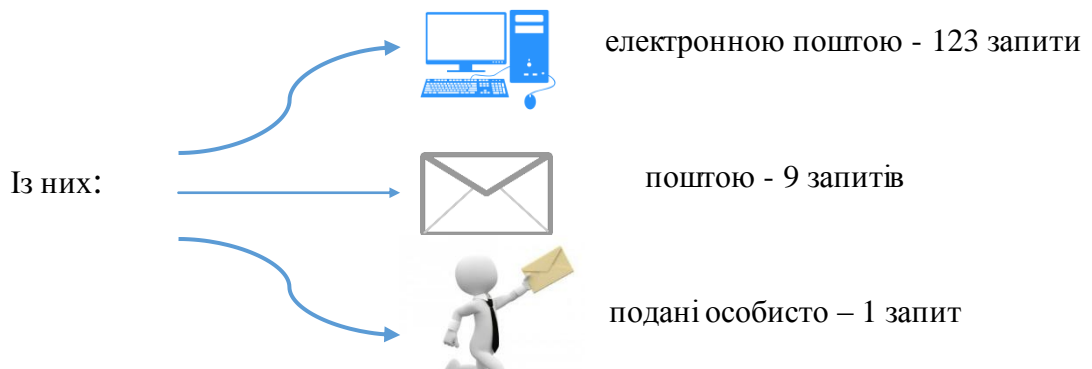 електронною поштою - 123 запити
Із них:
поштою - 9 запитів
подані особисто – 1 запит